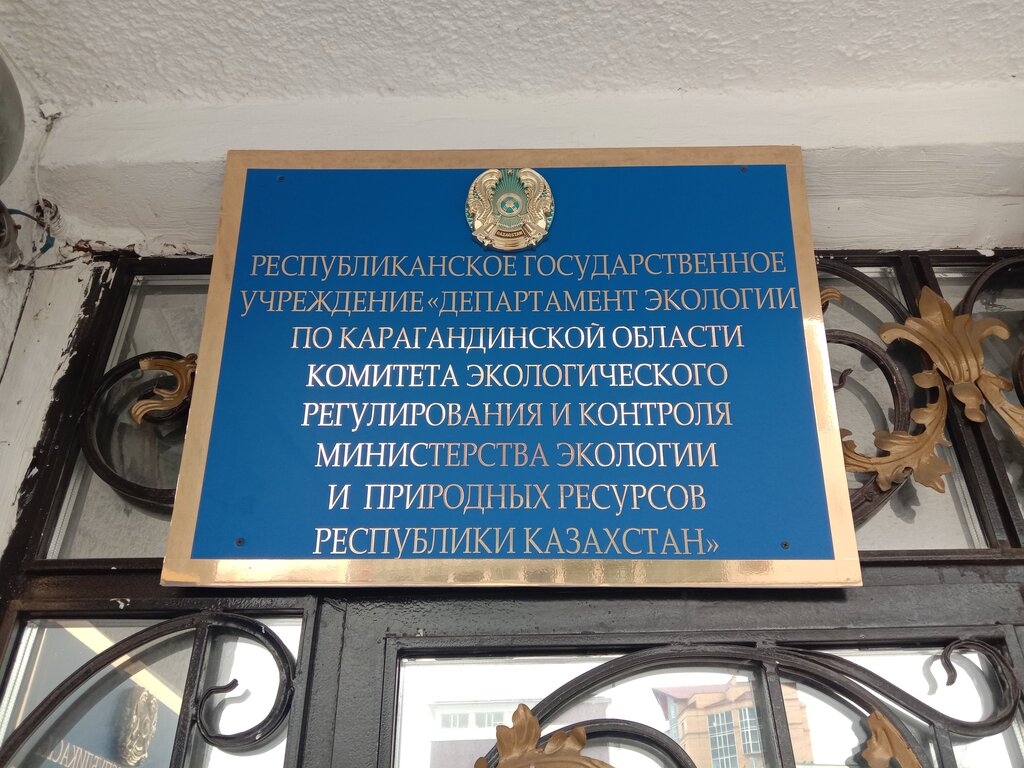 РЕСПУБЛИКАНСКОЕ ГОСУДАРСТВЕННОЕ
УЧРЕЖДЕНИЕ «ДЕПАРТАМЕНТ ЭКОЛОГИИ
ПО КАРАГАНДИНСКОЙ ОБЛАСТИ
КОМИТЕТА ЭКОЛОГИЧЕСКОГО
РЕГУЛИРОВАНИЯ И КОНТРОЛЯ
МИНИСТЕРСТВА ЭКОЛОГИИ
И ПРИРОДНЫХ РЕСУРСОВ
РЕСПУБЛИКИ КАЗАХСТАН»